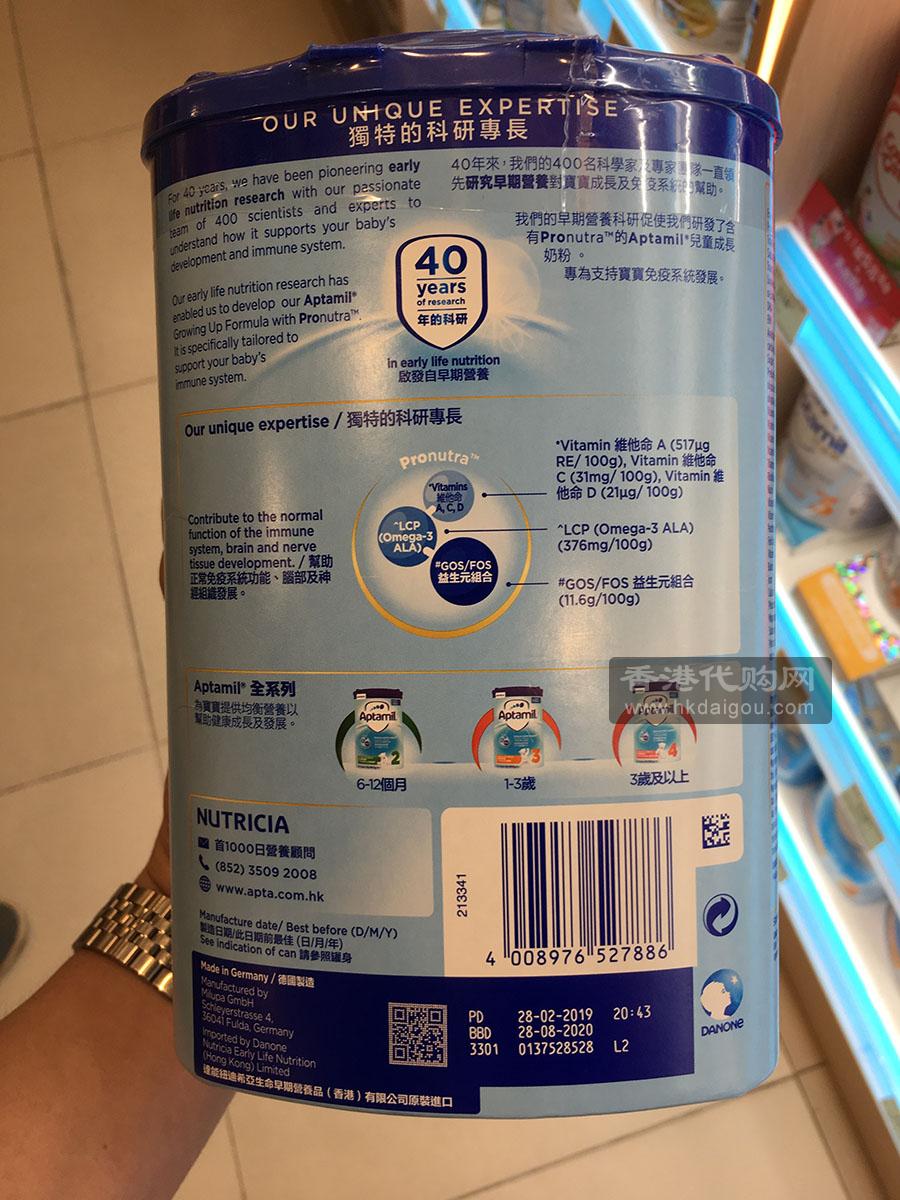 OUR UNIQUE EXPERTISE
獨特的科研專長
For 40 years, we have been pioneering early
life nutrition research with our passionate
team of 400 scientists and experts to
understand how it supports your baby's
development and immune system.
Our early life nutrition research has
enabled us to develop our Aptamil®
Growing Up Formula with Pronutra™.
It is specifically tailored to
support your baby's
immune system.
40年來，我們的400名科學家及專家團隊一直領
先研究早期營養對寶寶成長及免疫系統的幫助。
我們的早期營養科研促使我們研發了含
有Pronutra™的Aptamil®兒童成長
奶粉。
專為支持寶寶免疫系統發展。
40
years
of research
年的科研
in early life nutrition
啟發自早期營養
Our unique expertise / 獨特的科研專長
Contribute to the normal
function of the immune
system, brain and nerve
tissue development. / 幫助
正常免疫系統功能、腦部及神
經組織發展。
Pronutra™
*Vitamins
維他命
A, C, D
^LCP
(Omega-3
ALA)
#GOS/FOS
益生元組合
*Vitamin 維他命 A (517µg
RE/ 100g), Vitamin 維他命
C (31mg/ 100g), Vitamin 維
他命 D (21µg/ 100g)
^LCP (Omega-3 ALA)
(376mg/100g)
#GOS/FOS 益生元組合
(11.6g/100g)
Aptamil® 全系列
為寶寶提供均衡營養以
幫助健康成長及發展。
Aptamil
2
6-12個月
Aptamil
3
1-3歲
Aptamil
4
3歲及以上
香港代购网
www.hkdaigou.com
NUTRICIA
首1000日營養顧問
(852) 3509 2008
www.apta.com.hk
Manufacture date/ Best before (D/M/Y)
製造日期/此日期前最佳 (日/月/年)
See indication of can 請參照罐身
213341
4 008976 527886
Made in Germany / 德國製造
Manufactured by
Milupa GmbH
Schleyerstrasse 4,
36041 Fulda, Germany
Imported by Danone
Nutricia Early Life Nutrition
(Hong Kong) Limited
達能紐迪希亞生命早期營養品（香港）有限公司原裝進口
PD 28-02-2019 20:43
BBD 28-08-2020
3301 0137528528 L2
DANONE